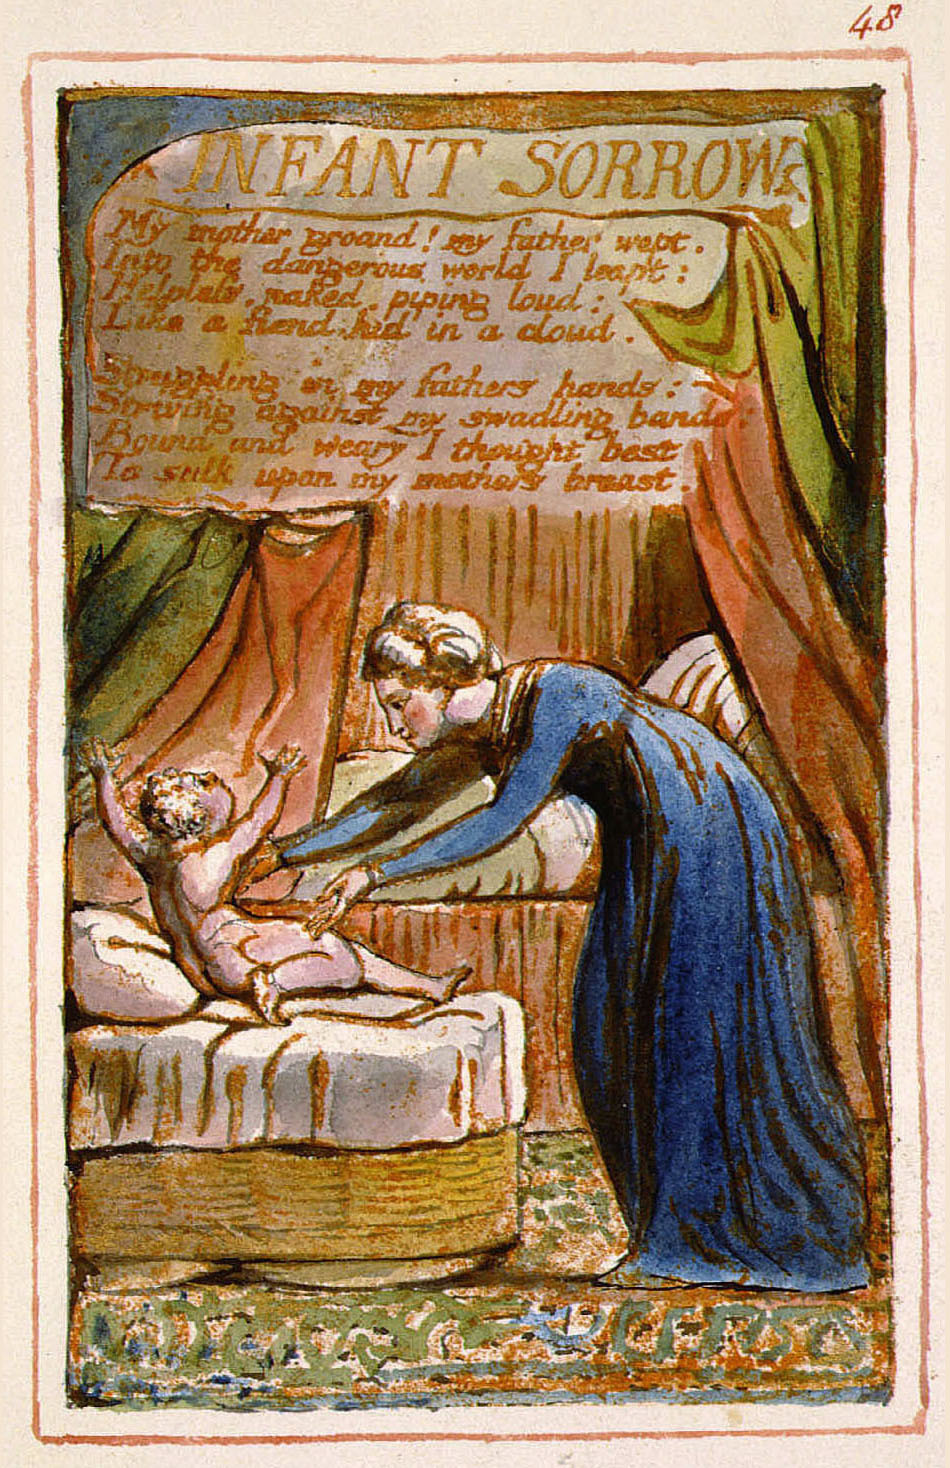 48
INFANT SORROW
My mother groand! my father wept.
Into the dangerous world I leapt:
Helpless, naked, piping loud:
Like a fiend hid in a cloud.
Struggling in my fathers hands:
Striving against my swadling bands:
Bound and weary I thought best
To sulk upon my mothers breast.